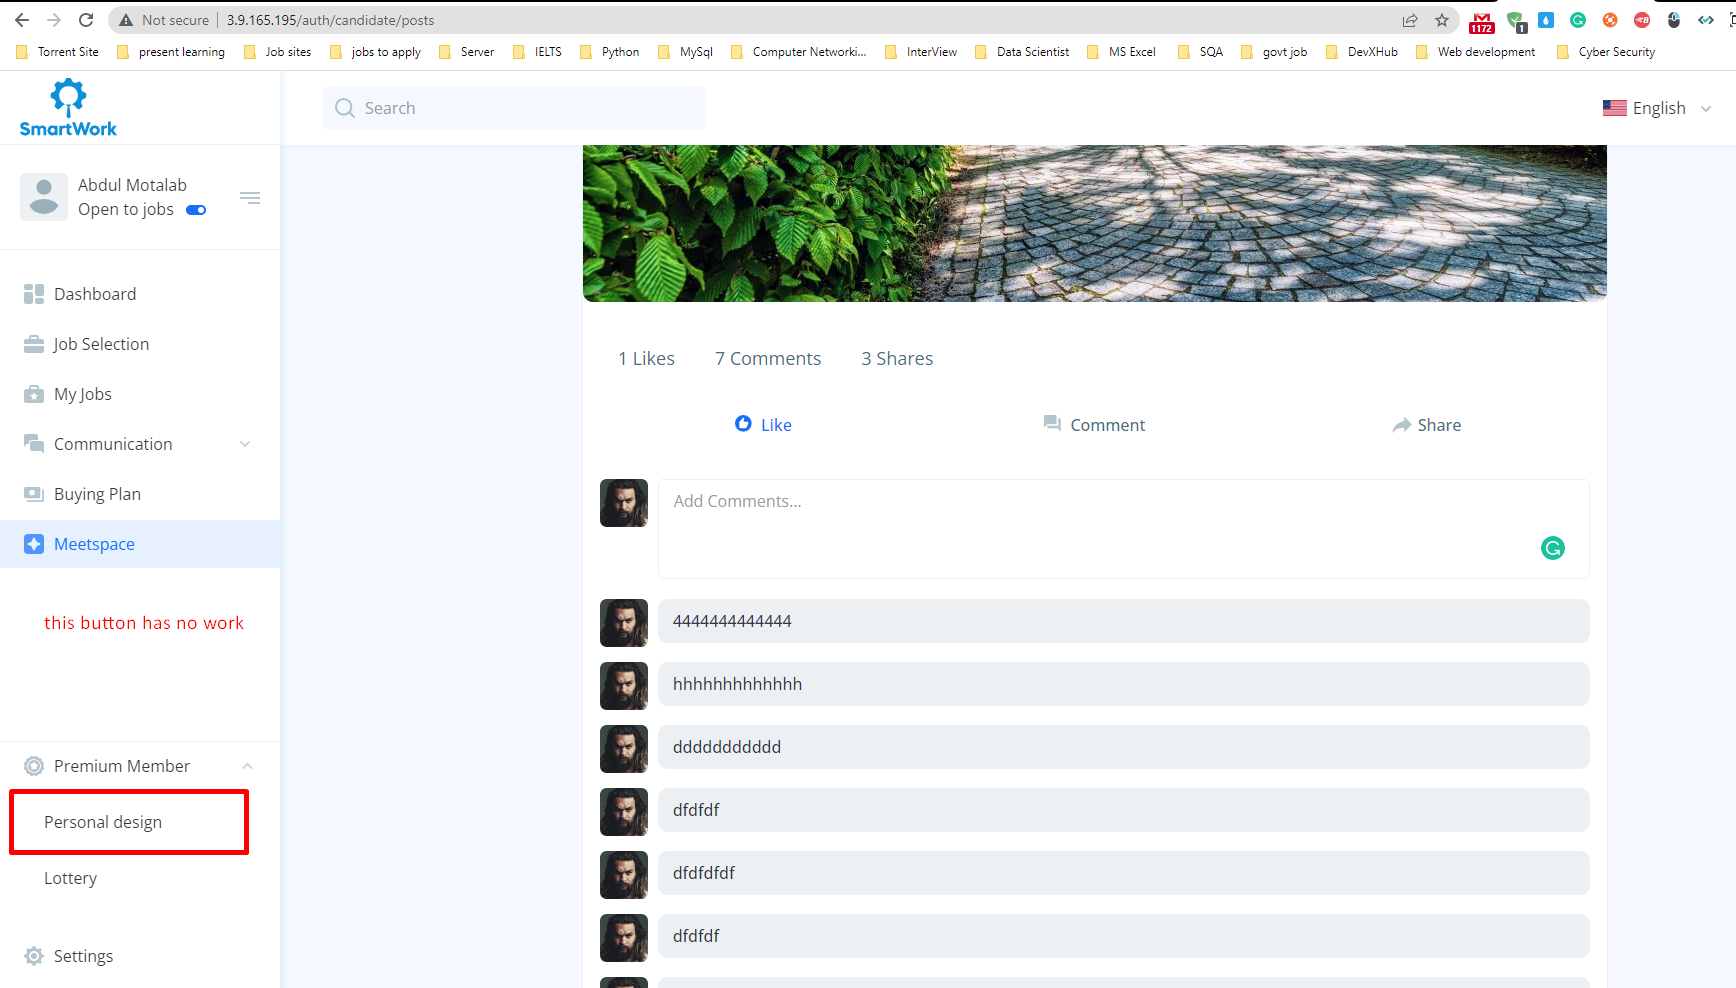 Not secure 3.9.165.195/auth/candidate/posts
1172
1
Torrent Site present learning Job sites jobs to apply Server IELTS Python MySql Computer Networki... InterView Data Scientist MS Excel SQA govt job DevXHub Web development Cyber Security
SmartWork
Search
English
Abdul Motalab
Open to jobs
Dashboard
Job Selection
My Jobs
Communication
Buying Plan
Meetspace
this button has no work
Premium Member
Personal design
Lottery
Settings
1 Likes 7 Comments 3 Shares
Like Comment Share
Add Comments...
4444444444444
hhhhhhhhhhhhh
ddddddddddd
dfdfdf
dfdfdfdf
dfdfdf